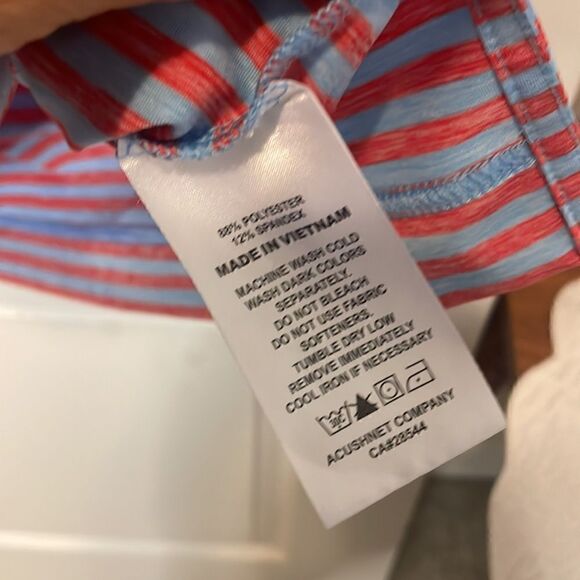 88% POLYESTER
12% SPANDEX
MADE IN VIETNAM
MACHINE WASH COLD
WASH DARK COLORS
SEPARATELY.
DO NOT BLEACH
DO NOT USE FABRIC
SOFTENERS.
TUMBLE DRY LOW
REMOVE IMMEDIATELY
COOL IRON IF NECESSARY
30C
ACUSHNET COMPANY
CA#28544